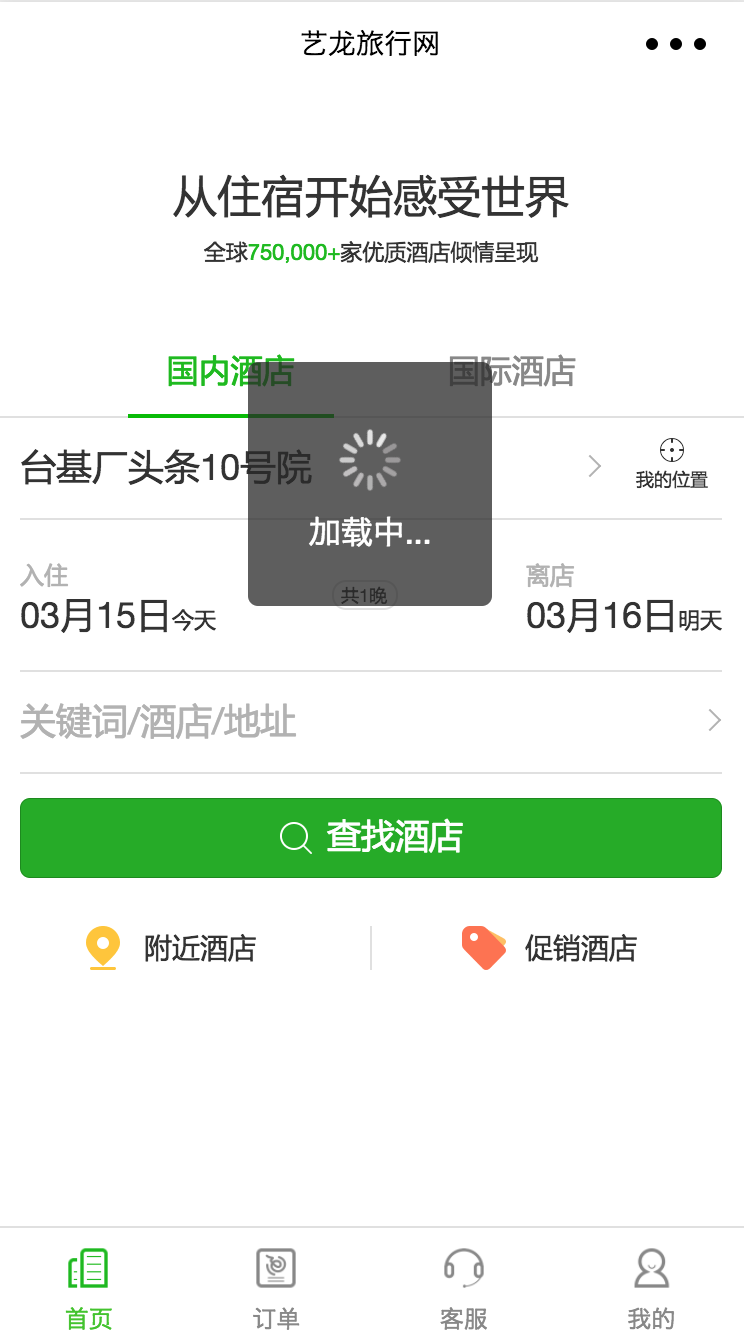 艺龙旅行网
从住宿开始感受世界
全球750,000+家优质酒店倾情呈现
国内酒店
国际酒店
台基厂头条10号院
我的位置
加载中...
入住
离店
03月15日今天
共1晚
03月16日明天
关键词/酒店/地址
查找酒店
附近酒店
促销酒店
首页
订单
客服
我的